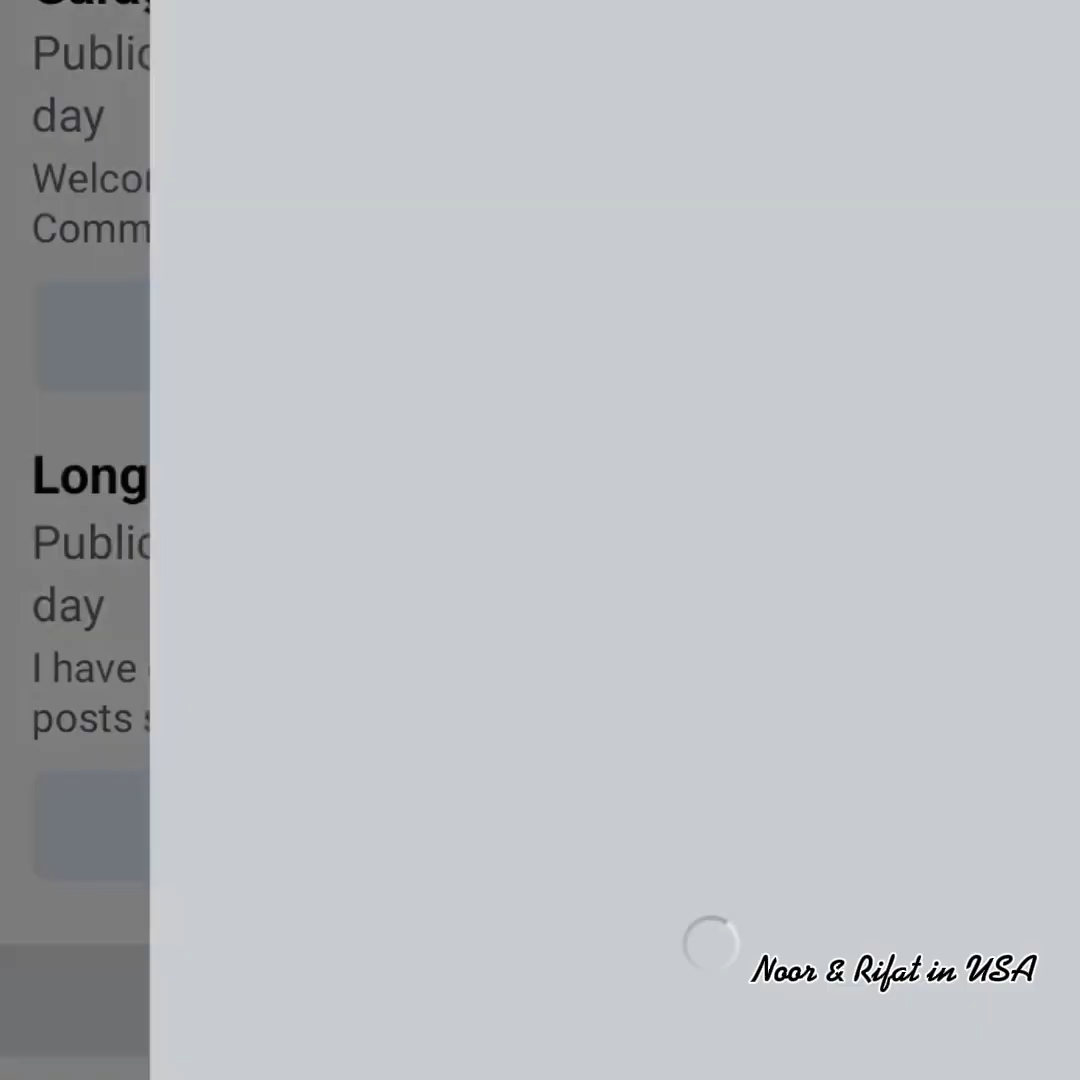 Public
day
Welco
Comm
Long
Public
day
I have
posts
Noor & Rifat in USA